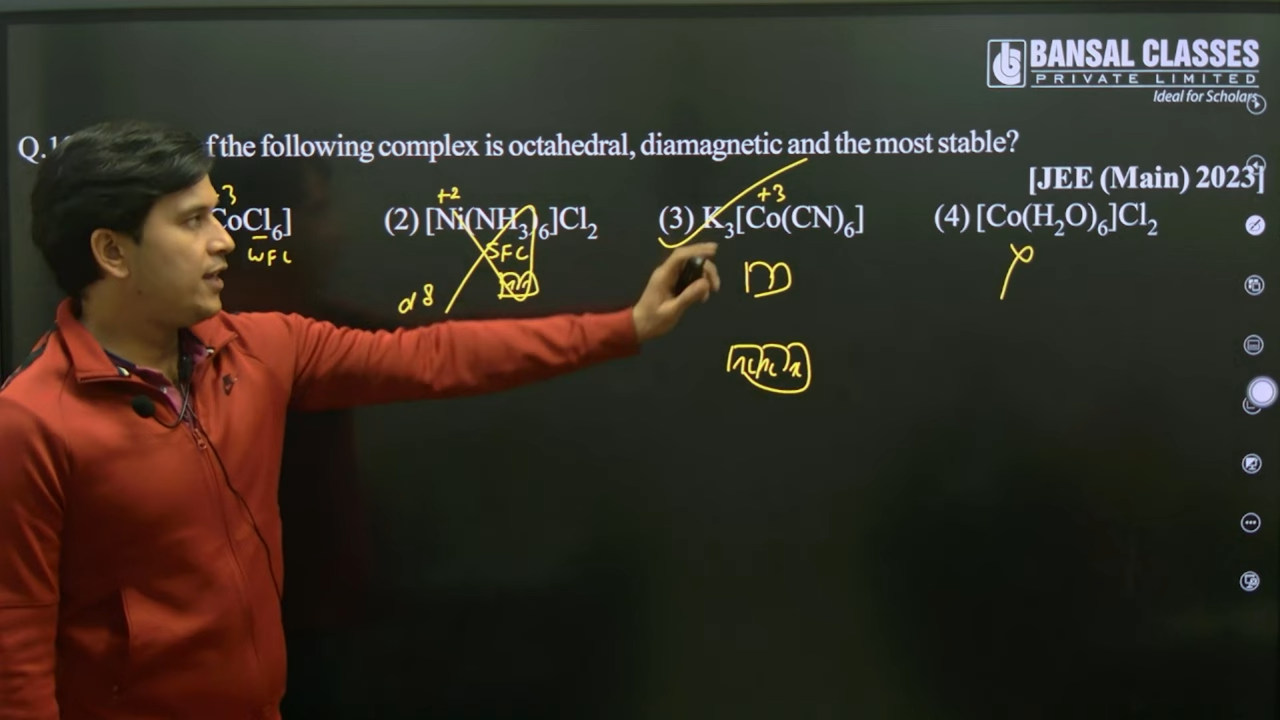 BANSAL CLASSES
PRIVATE LIMITED
Ideal for Scholars
Q.1 f the following complex is octahedral, diamagnetic and the most stable?
[JEE (Main) 2023]
+3
+2
+3
CoCl₆]
(2) [Ni(NH₃)₆]Cl₂
(3) K₃[Co(CN)₆]
(4) [Co(H₂O)₆]Cl₂
WFL
SFL
d8